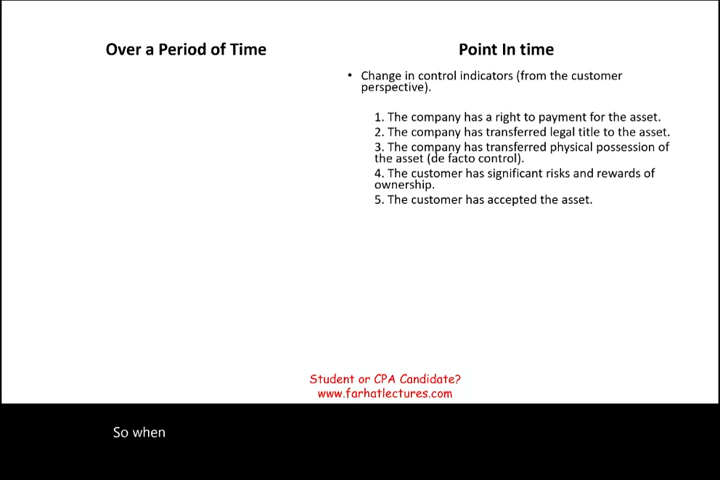 Over a Period of Time
Point In time
• Change in control indicators (from the customer
perspective).
1. The company has a right to payment for the asset.
2. The company has transferred legal title to the asset.
3. The company has transferred physical possession of
the asset (de facto control).
4. The customer has significant risks and rewards of
ownership.
5. The customer has accepted the asset.
Student or CPA Candidate?
www.farhatlectures.com
So when